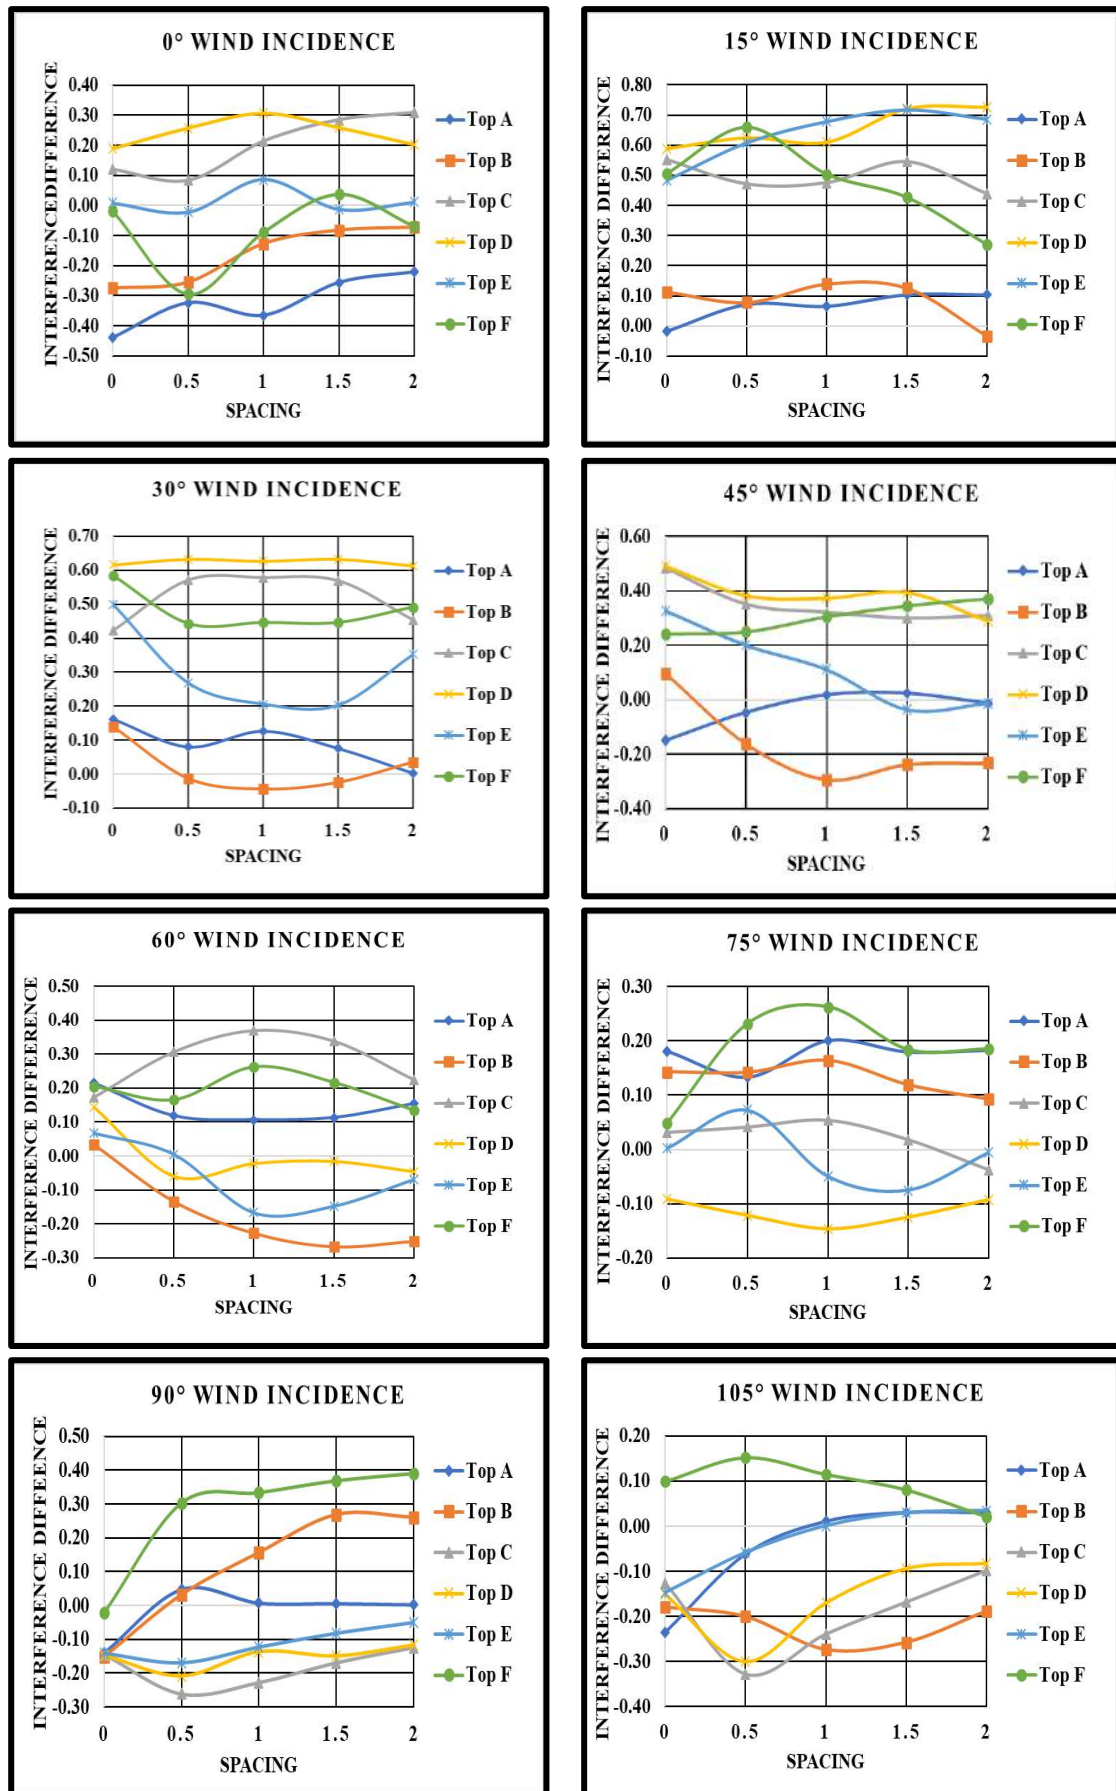 0° WIND INCIDENCE
INTERFERENCEDIFFERENCE
0.40
0.30
0.20
0.10
0.00
-0.10
-0.20
-0.30
-0.40
-0.50
0 0.5 1 1.5 2
SPACING
Top A
Top B
Top C
Top D
Top E
Top F
15° WIND INCIDENCE
INTERFERENCE DIFFERENCE
0.80
0.70
0.60
0.50
0.40
0.30
0.20
0.10
0.00
-0.10
0 0.5 1 1.5 2
SPACING
Top A
Top B
Top C
Top D
Top E
Top F
30° WIND INCIDENCE
INTERFERENCE DIFFERENCE
0.70
0.60
0.50
0.40
0.30
0.20
0.10
0.00
-0.10
0 0.5 1 1.5 2
SPACING
Top A
Top B
Top C
Top D
Top E
Top F
45° WIND INCIDENCE
INTERFERENCE DIFFERENCE
0.60
0.40
0.20
0.00
-0.20
-0.40
0 0.5 1 1.5 2
SPACING
Top A
Top B
Top C
Top D
Top E
Top F
60° WIND INCIDENCE
INTERFERENCE DIFFEERENCE
0.50
0.40
0.30
0.20
0.10
0.00
-0.10
-0.20
-0.30
0 0.5 1 1.5 2
SPACING
Top A
Top B
Top C
Top D
Top E
Top F
75° WIND INCIDENCE
INTERFERENCE DIFFERENCE
0.30
0.20
0.10
0.00
-0.10
-0.20
0 0.5 1 1.5 2
SPACING
Top A
Top B
Top C
Top D
Top E
Top F
90° WIND INCIDENCE
INTERFERENCE DIFFEENCE
0.50
0.40
0.30
0.20
0.10
0.00
-0.10
-0.20
-0.30
0 0.5 1 1.5 2
SPACING
Top A
Top B
Top C
Top D
Top E
Top F
105° WIND INCIDENCE
INTERFERENCE DIFFERENCE
0.20
0.10
0.00
-0.10
-0.20
-0.30
-0.40
0 0.5 1 1.5 2
SPACING
Top A
Top B
Top C
Top D
Top E
Top F